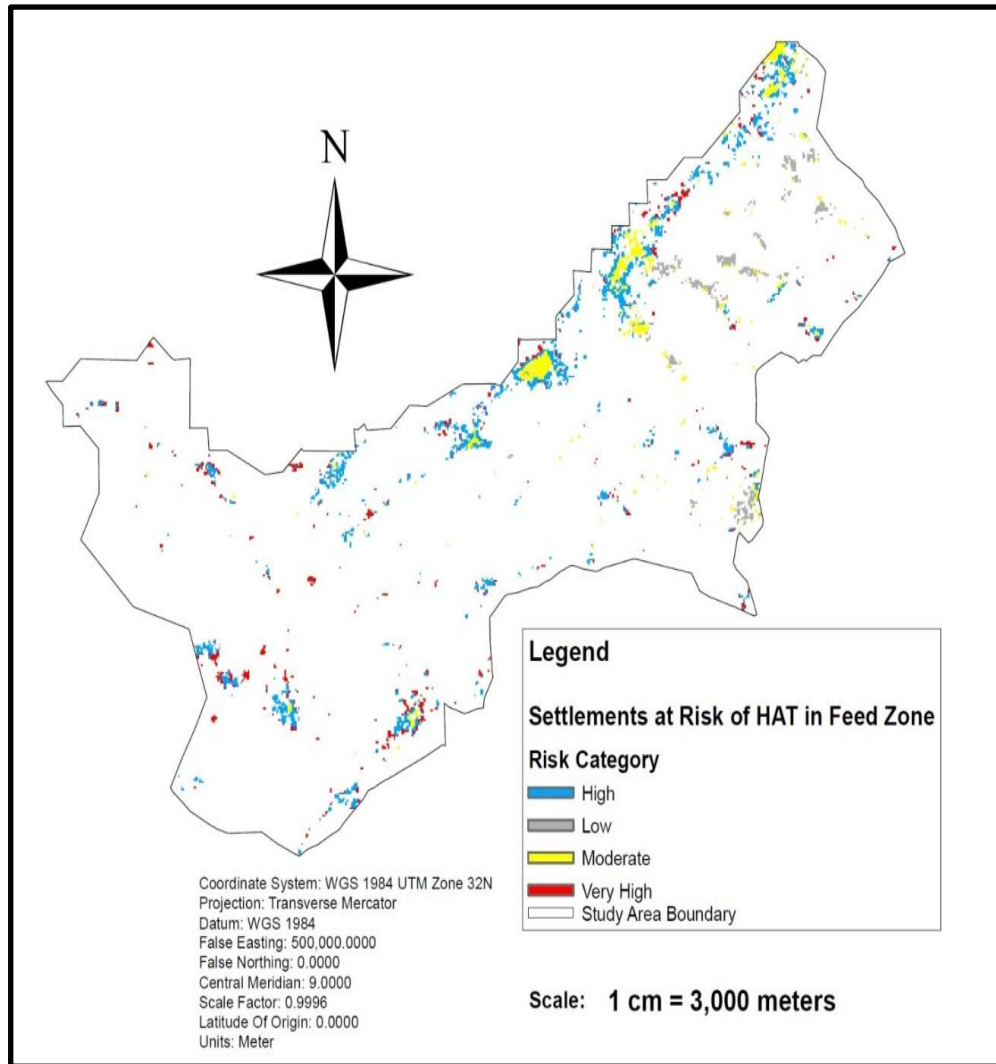 N
Legend
Settlements at Risk of HAT in Feed Zone
Risk Category
High
Low
Moderate
Very High
Study Area Boundary
Coordinate System: WGS 1984 UTM Zone 32N
Projection: Transverse Mercator
Datum: WGS 1984
False Easting: 500,000.0000
False Northing: 0.0000
Central Meridian: 9.0000
Scale Factor: 0.9996
Latitude Of Origin: 0.0000
Units: Meter
Scale: 1 cm = 3,000 meters